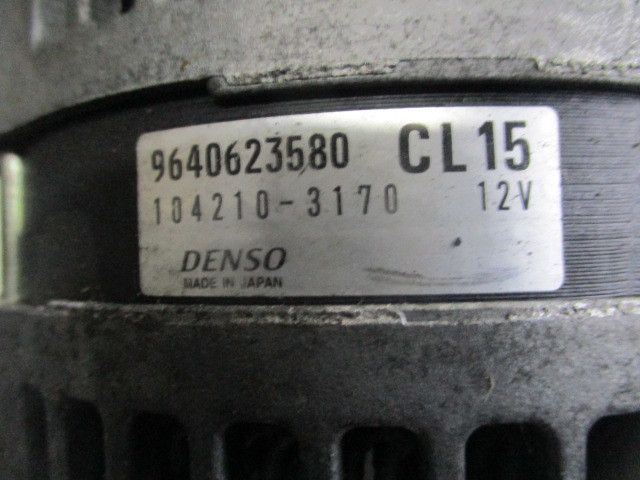 9640623580 CL15
104210-3170 12V
DENSO
MADE IN JAPAN